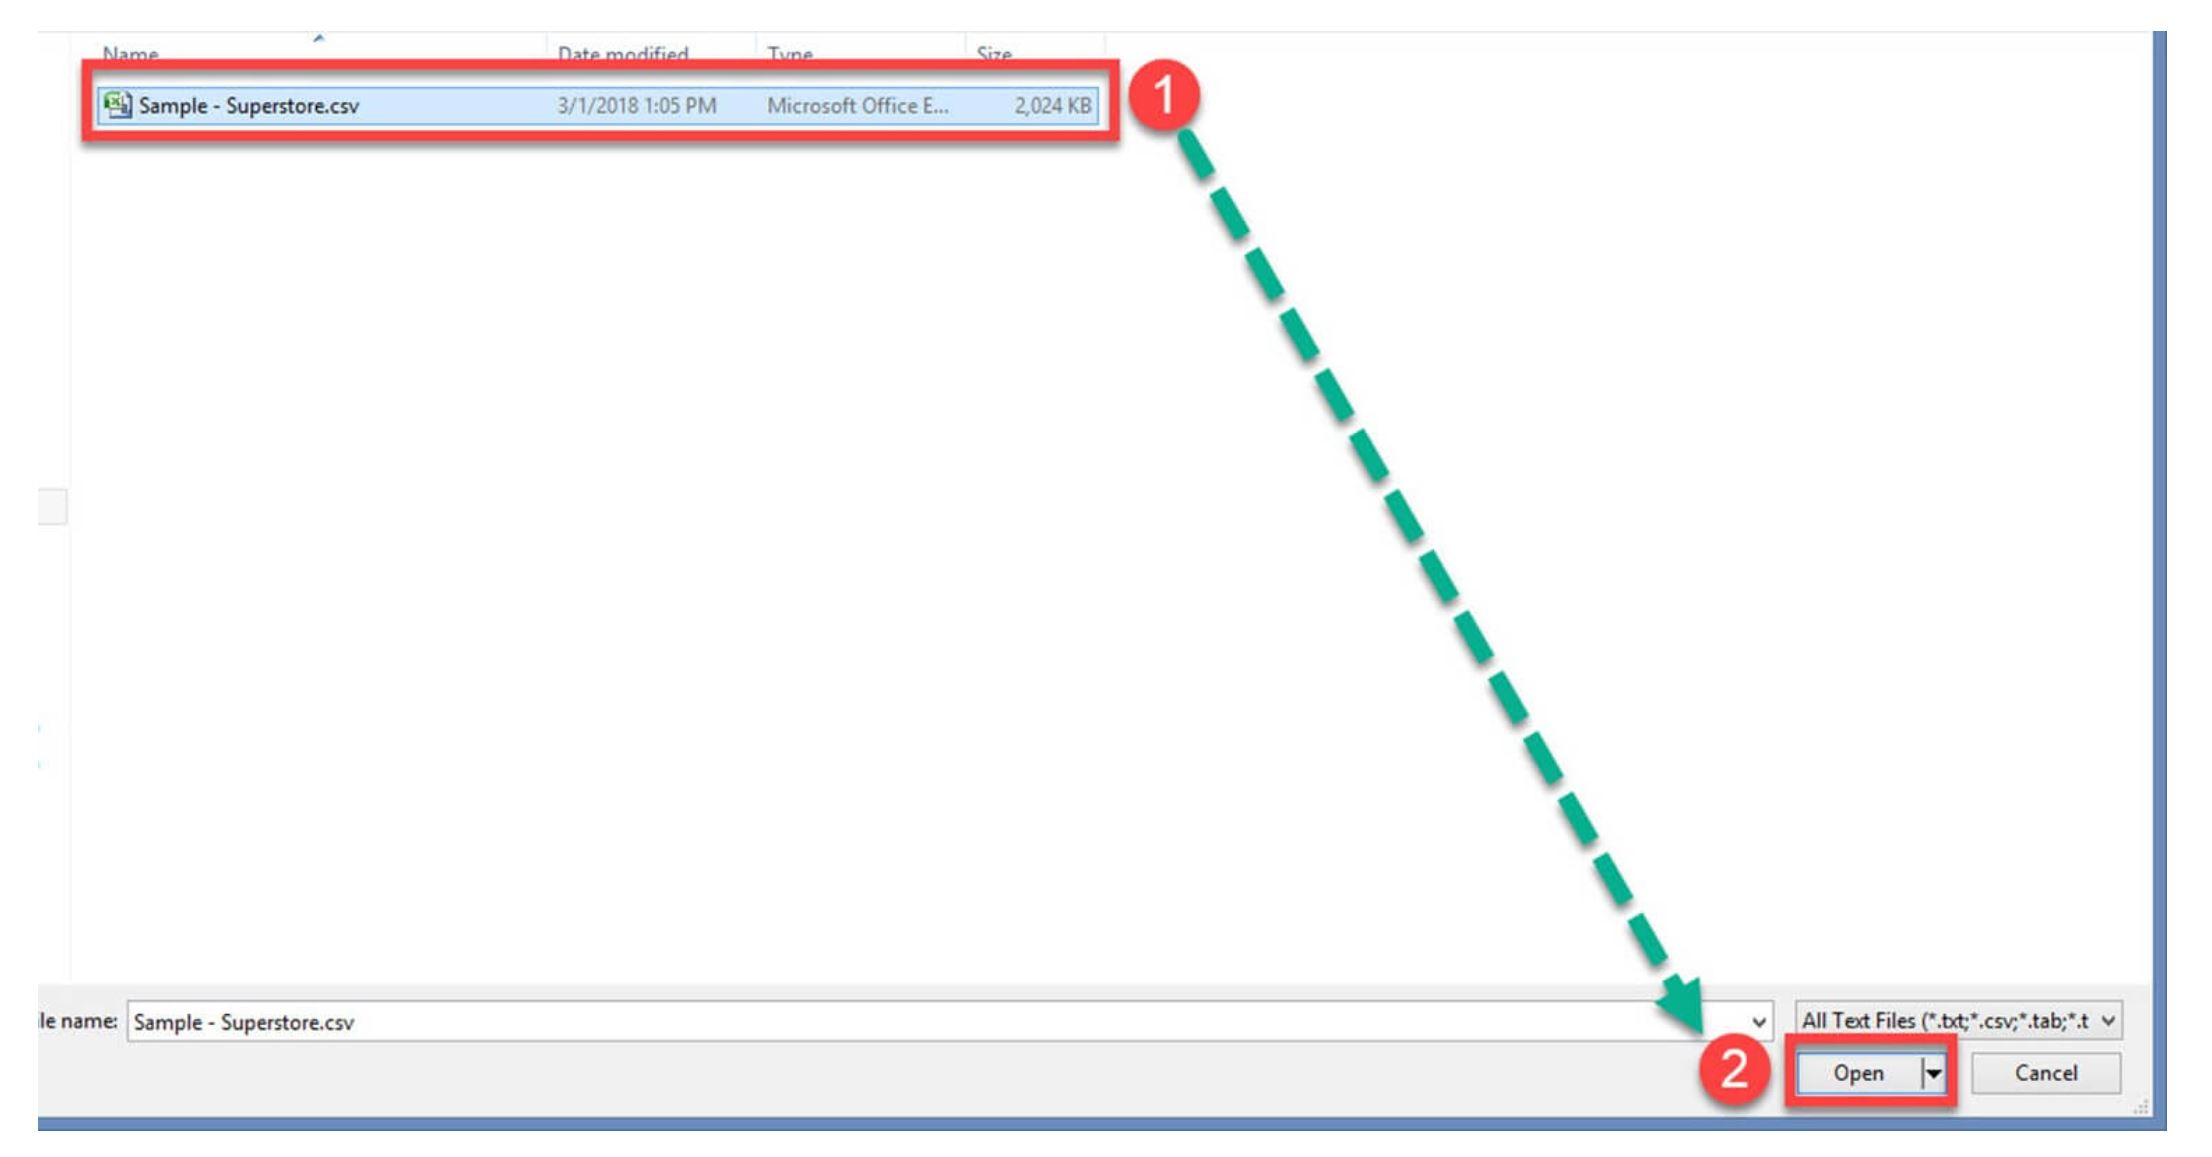 Name Date modified Type Size
Sample - Superstore.csv 3/1/2018 1:05 PM Microsoft Office E... 2,024 KB
1
le name: Sample - Superstore.csv All Text Files (*.txt;*.csv;*.tab;*.t
2 Open Cancel